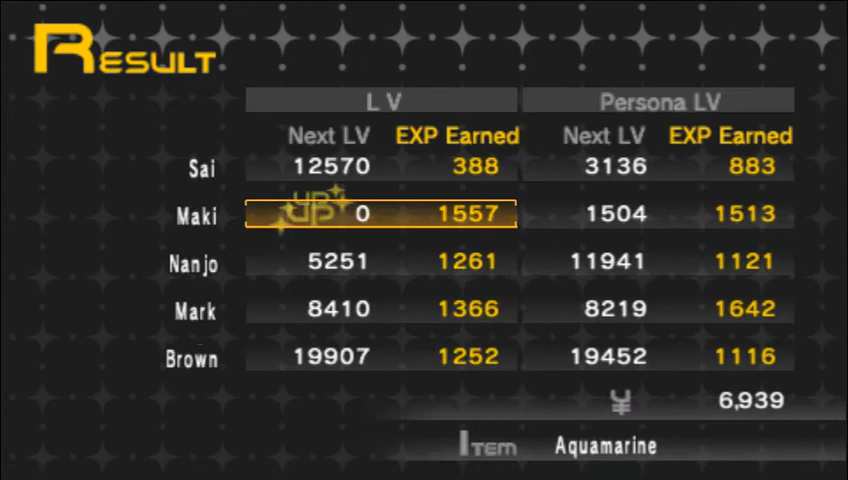 RESULT
LV Persona LV
Next LV EXP Earned Next LV EXP Earned
Sai 12570 388 3136 883
Maki UP 0 1557 1504 1513
Nanjo 5251 1261 11941 1121
Mark 8410 1366 8219 1642
Brown 19907 1252 19452 1116
¥ 6,939
ITEM Aquamarine